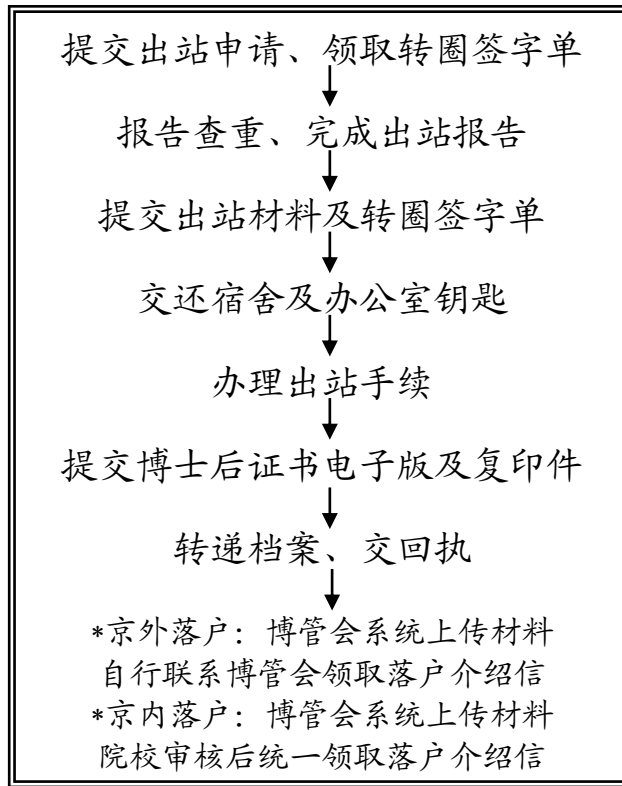 提交出站申请、领取转圈签字单
报告查重、完成出站报告
提交出站材料及转圈签字单
交还宿舍及办公室钥匙
办理出站手续
提交博士后证书电子版及复印件
转递档案、交回执
*京外落户：博管会系统上传材料
自行联系博管会领取落户介绍信
*京内落户：博管会系统上传材料
院校审核后统一领取落户介绍信